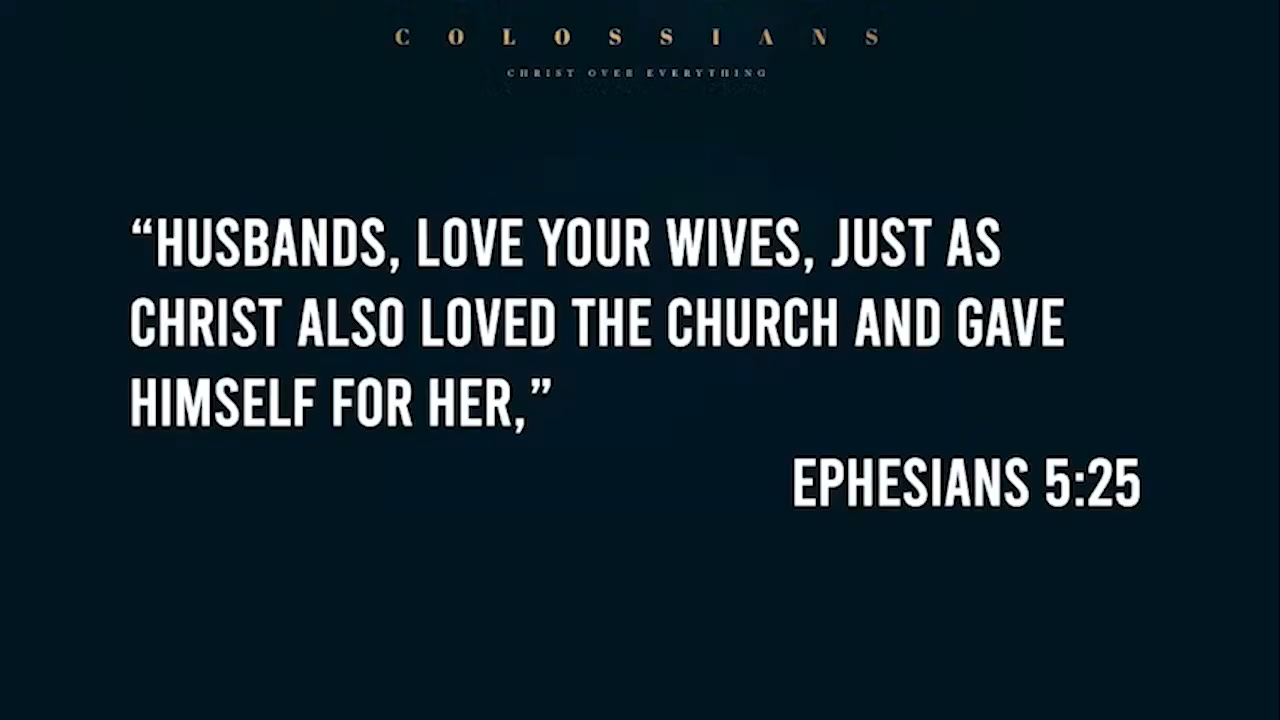 COLOSSIANS
CHRIST OVER EVERYTHING
“HUSBANDS, LOVE YOUR WIVES, JUST AS
CHRIST ALSO LOVED THE CHURCH AND GAVE
HIMSELF FOR HER,”
EPHESIANS 5:25